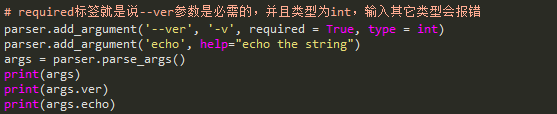 # required标签就是说--ver参数是必需的，并且类型为int，输入其它类型会报错
parser.add_argument('--ver', '-v', required = True, type = int)
parser.add_argument('echo', help="echo the string")
args = parser.parse_args()
print(args)
print(args.ver)
print(args.echo)